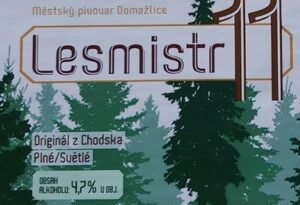 Městský pivovar Domažlice
Lesmistr 11
Originál z Chodska
Plné/Světlé
OBSAH
ALKOHOLU: 4,7% U OBJ.